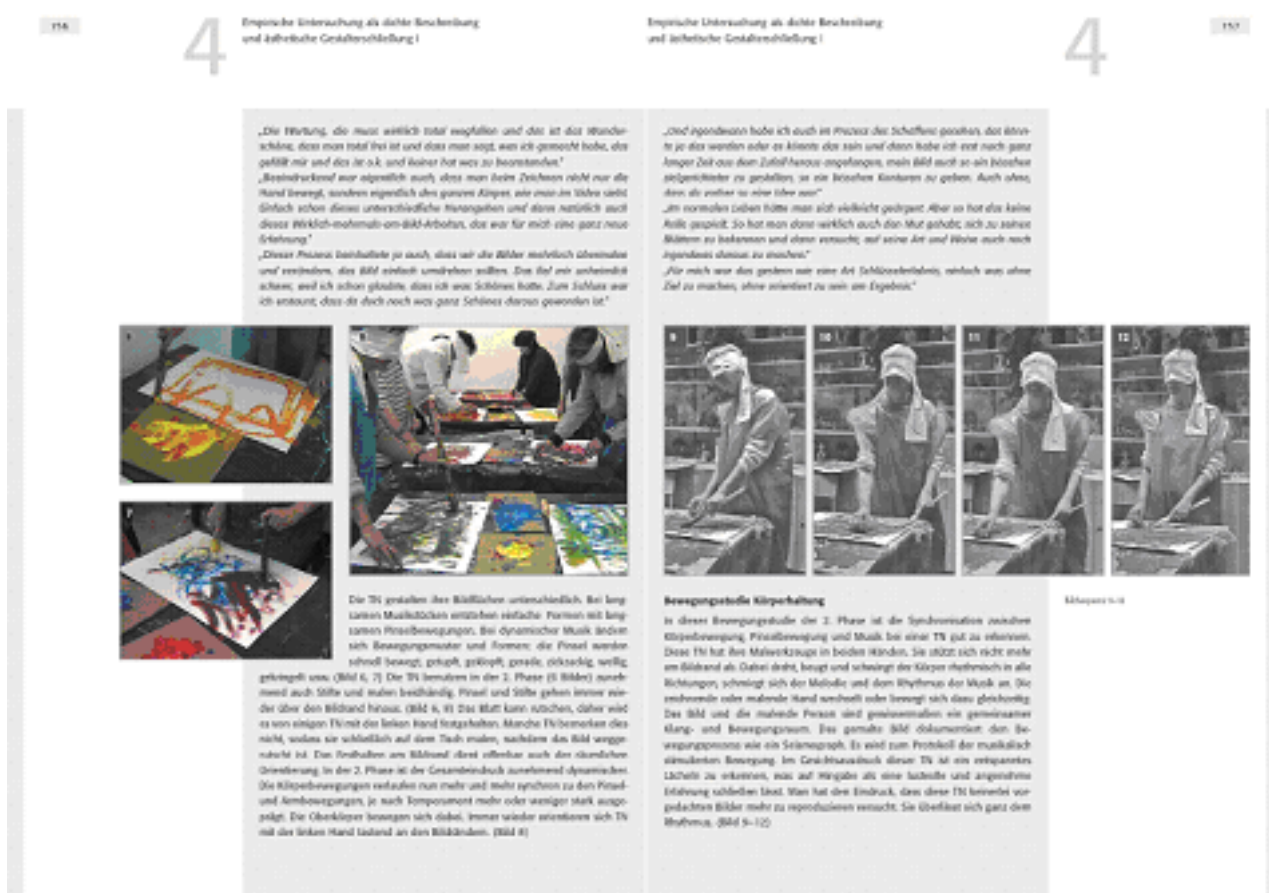 156
4
Empirische Untersuchung als dichte Beschreibung
und ästhetische Gestalterschließung I
„Die Wertung, die muss wirklich total wegfallen und das ist das Wunder-
schöne, dass man total frei ist und dass man sagt, was ich gemacht habe, das
gefällt mir und das ist o.k. und keiner hat was zu beanstanden.“
„Beeindruckend war eigentlich auch, dass man beim Zeichnen nicht nur die
Hand bewegt, sondern eigentlich den ganzen Körper, wie man im Video sieht.
Einfach schon dieses unterschiedliche Herangehen und dann natürlich auch
dieses Wirklich-mehrmals-am-Bild-Arbeiten, das war für mich eine ganz neue
Erfahrung.“
„Dieser Prozess beinhaltete ja auch, dass wir die Bilder mehrfach übermalen
und verändern, das Bild einfach umdrehen sollten. Das fiel mir unheimlich
schwer, weil ich schon glaubte, dass ich was Schönes hatte. Zum Schluss war
ich erstaunt, dass da doch noch was ganz Schönes daraus geworden ist.“
Die TN gestalten ihre Bildflächen unterschiedlich. Bei lang-
samen Musikstücken entstehen einfache Formen mit lang-
samen Pinselbewegungen. Bei dynamischer Musik ändern
sich Bewegungsmuster und Formen: die Pinsel werden
schnell bewegt, getupft, geklopft, gerade, zickzackig, wellig
gekringelt usw. (Bild 6, 7) Die TN benutzen in der 2. Phase (6 Bilder) zuneh-
mend auch Stifte und malen beidhändig. Pinsel und Stifte gehen immer wie-
der über den Bildrand hinaus. (Bild 6, 8) Das Blatt kann rutschen, daher wird
es von einigen TN mit der linken Hand festgehalten. Manche TN bemerken dies
nicht, sodass sie schließlich auf dem Tisch malen, nachdem das Bild wegge-
rutscht ist. Das Festhalten am Bildrand dient offenbar auch der räumlichen
Orientierung. In der 2. Phase ist der Gesamteindruck zunehmend dynamischer.
Die Körperbewegungen verlaufen nun mehr und mehr synchron zu den Pinsel-
und Armbewegungen, je nach Temperament mehr oder weniger stark ausge-
prägt. Die Oberkörper bewegen sich dabei. Immer wieder orientieren sich TN
mit der linken Hand tastend an den Bildrändern. (Bild 8)
Empirische Untersuchung als dichte Beschreibung
und ästhetische Gestalterschließung I
4
157
„Und irgendwann habe ich auch im Prozess des Schaffens gesehen, das könn-
te ja das werden oder es könnte das sein und dann habe ich erst nach ganz
langer Zeit aus dem Zufall heraus angefangen, mein Bild auch so ein bisschen
zielgerichteter zu gestalten, so ein bisschen Konturen zu geben. Auch ohne,
dass da vorher so eine Idee war.“
„Im normalen Leben hätte man sich vielleicht geärgert. Aber so hat das keine
Rolle gespielt. So hat man dann wirklich auch den Mut gehabt, sich zu seinen
Blättern zu bekennen und dann versucht, auf seine Art und Weise auch noch
irgendwas daraus zu machen.“
„Für mich war das gestern wie eine Art Schlüsselerlebnis, einfach was ohne
Ziel zu machen, ohne orientiert zu sein am Ergebnis.“
9
10
11
12
Bewegungsstudie Körperhaltung
In dieser Bewegungsstudie der 2. Phase ist die Synchronisation zwischen
Körperbewegung, Pinselbewegung und Musik bei einer TN gut zu erkennen.
Diese TN hat ihre Malwerkzeuge in beiden Händen. Sie stützt sich nicht mehr
am Bildrand ab. Dabei dreht, beugt und schwingt der Körper rhythmisch in alle
Richtungen, schmiegt sich der Melodie und dem Rhythmus der Musik an. Die
zeichnende oder malende Hand wechselt oder bewegt sich dazu gleichzeitig.
Das Bild und die malende Person sind gewissermaßen ein gemeinsamer
Klang- und Bewegungsraum. Das gemalte Bild dokumentiert den Be-
wegungsprozess wie ein Seismograph. Es wird zum Protokoll der musikalisch
stimulierten Bewegung. Im Gesichtsausdruck dieser TN ist ein entspanntes
Lächeln zu erkennen, was auf Hingabe als eine lustvolle und angenehme
Erfahrung schließen lässt. Man hat den Eindruck, dass diese TN keinerlei vor-
gedachten Bilder mehr zu reproduzieren versucht. Sie überlässt sich ganz dem
Rhythmus. (Bild 9–12)